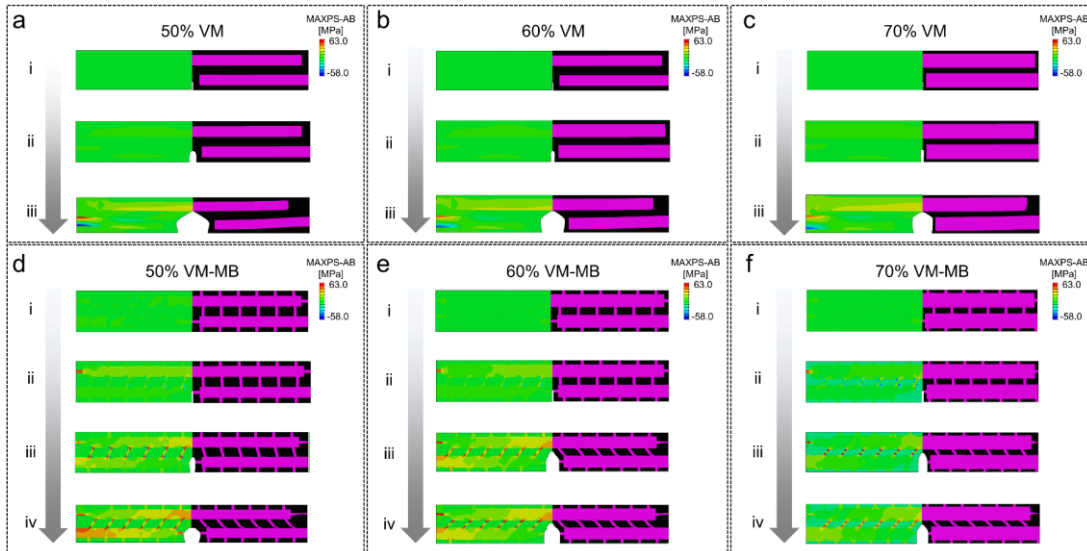 a
50% VM
MAXPS-AB
[MPa]
63.0
-58.0
i
ii
iii
b
60% VM
MAXPS-AB
[MPa]
63.0
-58.0
i
ii
iii
c
70% VM
MAXPS-AB
[MPa]
63.0
-58.0
i
ii
iii
d
50% VM-MB
MAXPS-AB
[MPa]
63.0
-58.0
i
ii
iii
iv
e
60% VM-MB
MAXPS-AB
[MPa]
63.0
-58.0
i
ii
iii
iv
f
70% VM-MB
MAXPS-AB
[MPa]
63.0
-58.0
i
ii
iii
iv